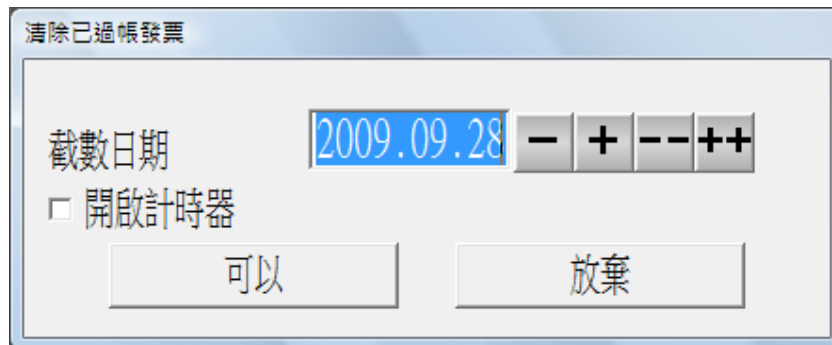 清除已過帳發票
截數日期 2009.09.28 − + −− ++
開啟計時器
可以 放棄